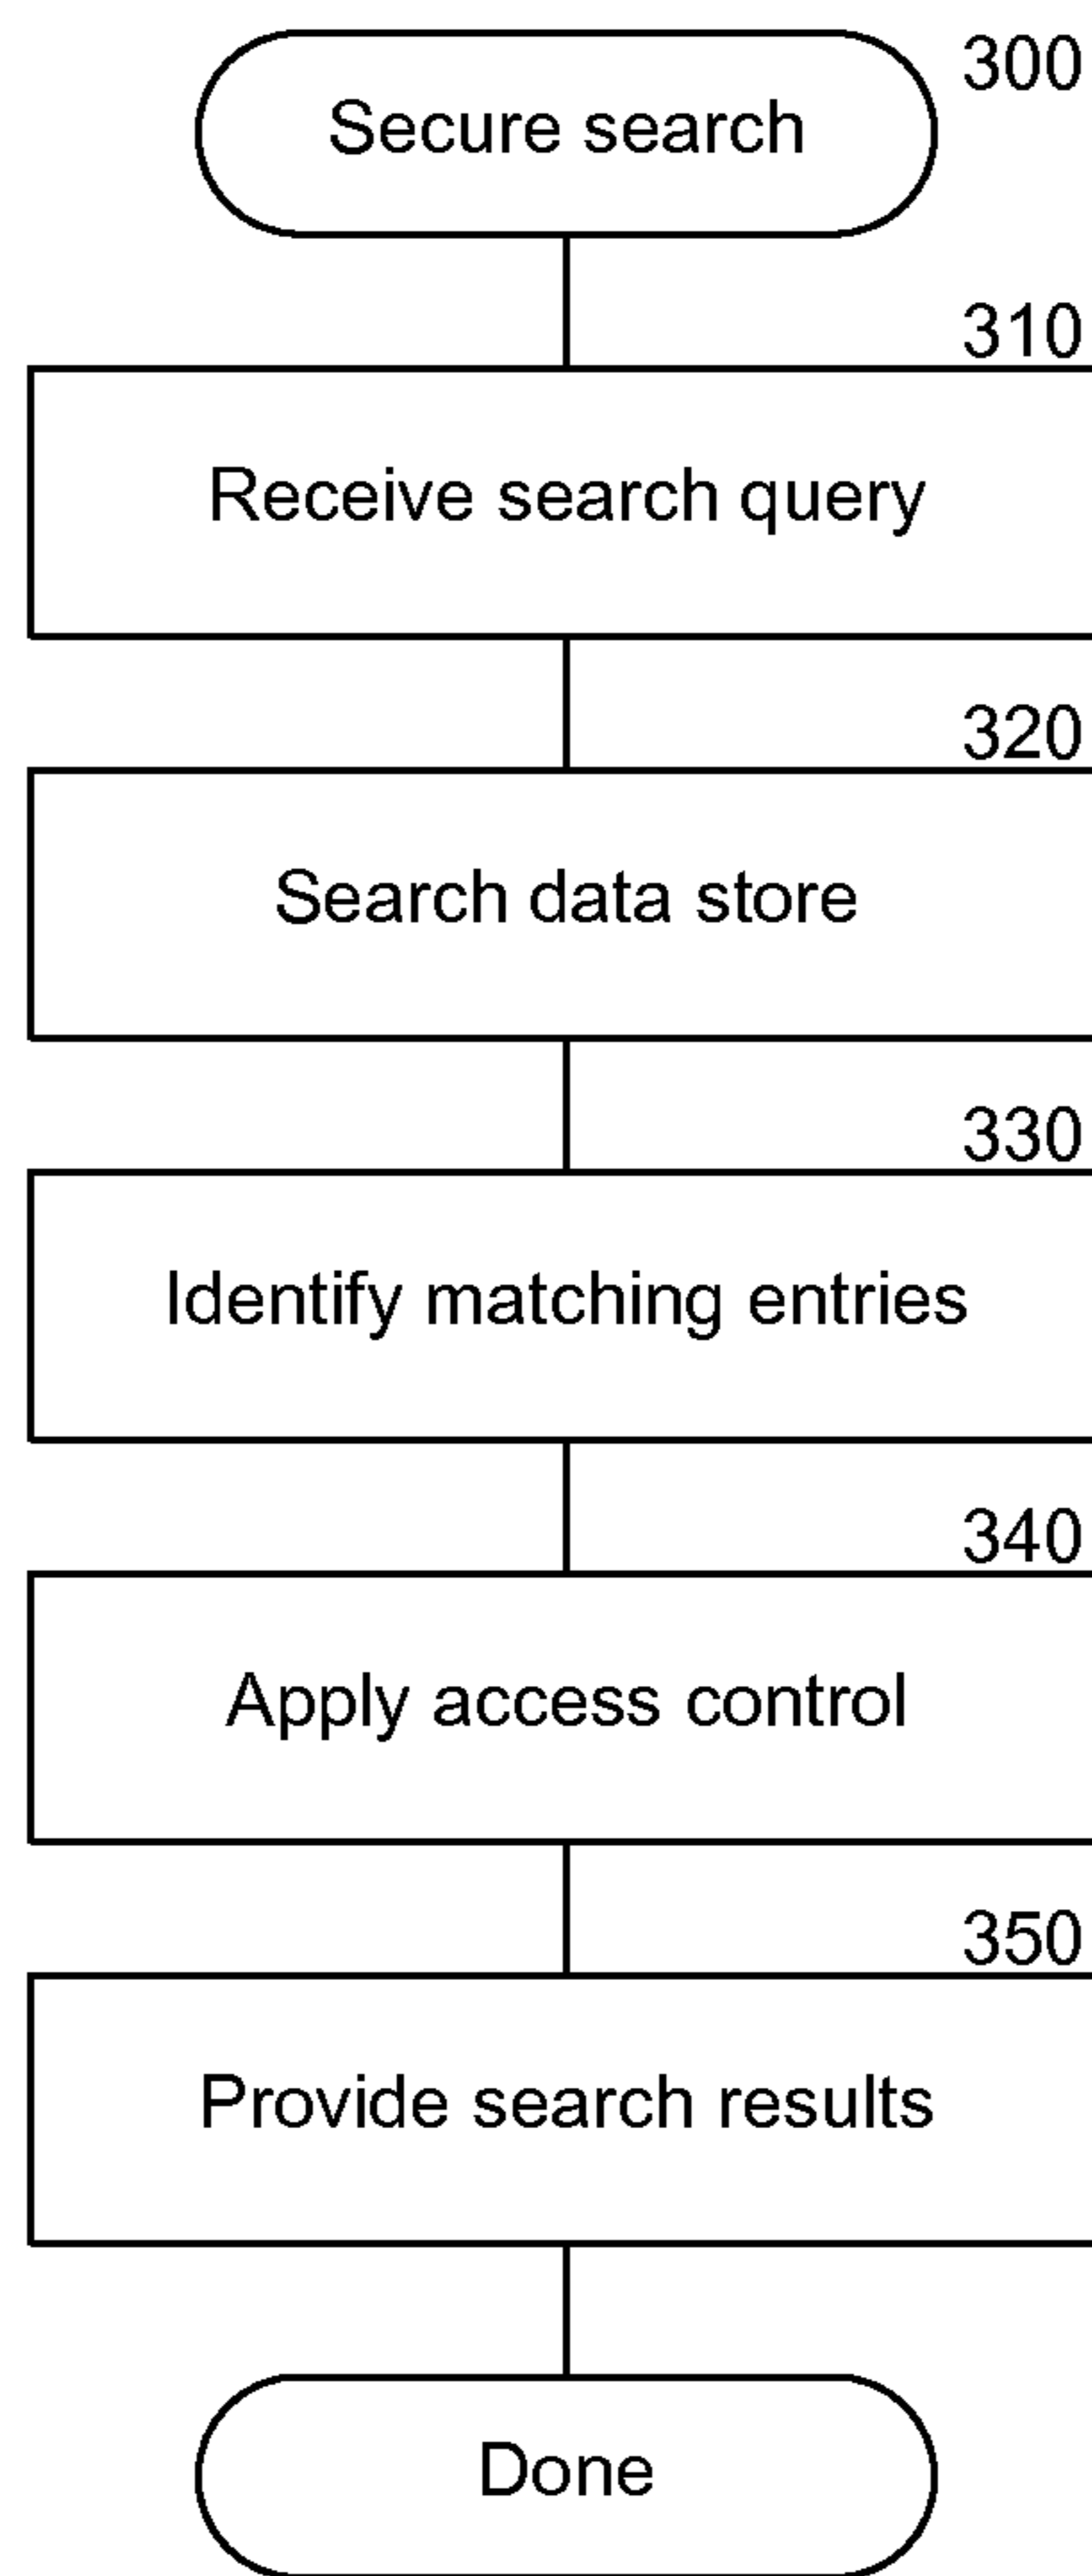 300
Secure search
310
Receive search query
320
Search data store
330
Identify matching entries
340
Apply access control
350
Provide search results
Done